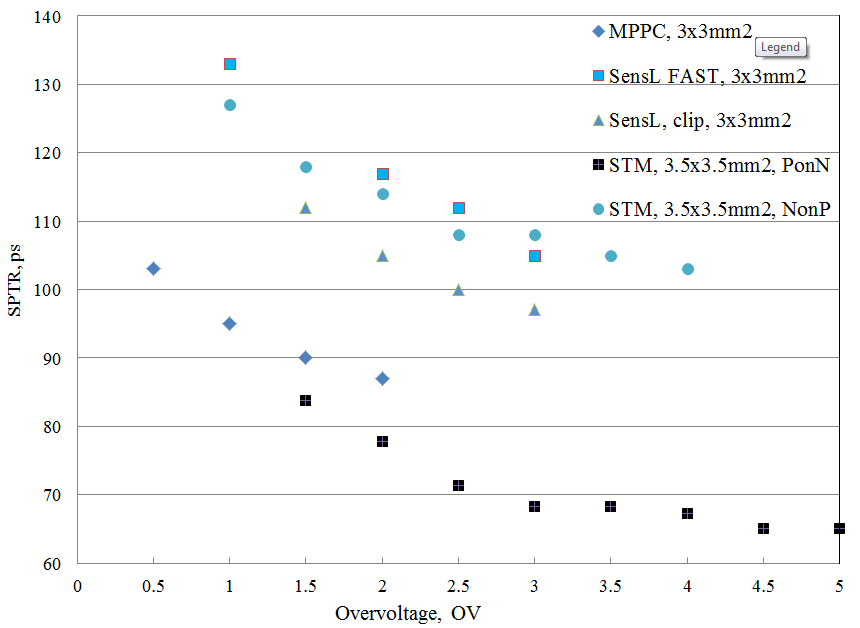 140
130
120
110
100
90
80
70
60
SPTR, ps
MPPC, 3x3mm2
Legend
SensL FAST, 3x3mm2
SensL, clip, 3x3mm2
STM, 3.5x3.5mm2, PonN
STM, 3.5x3.5mm2, NonP
0 0.5 1 1.5 2 2.5 3 3.5 4 4.5 5
Overvoltage, OV